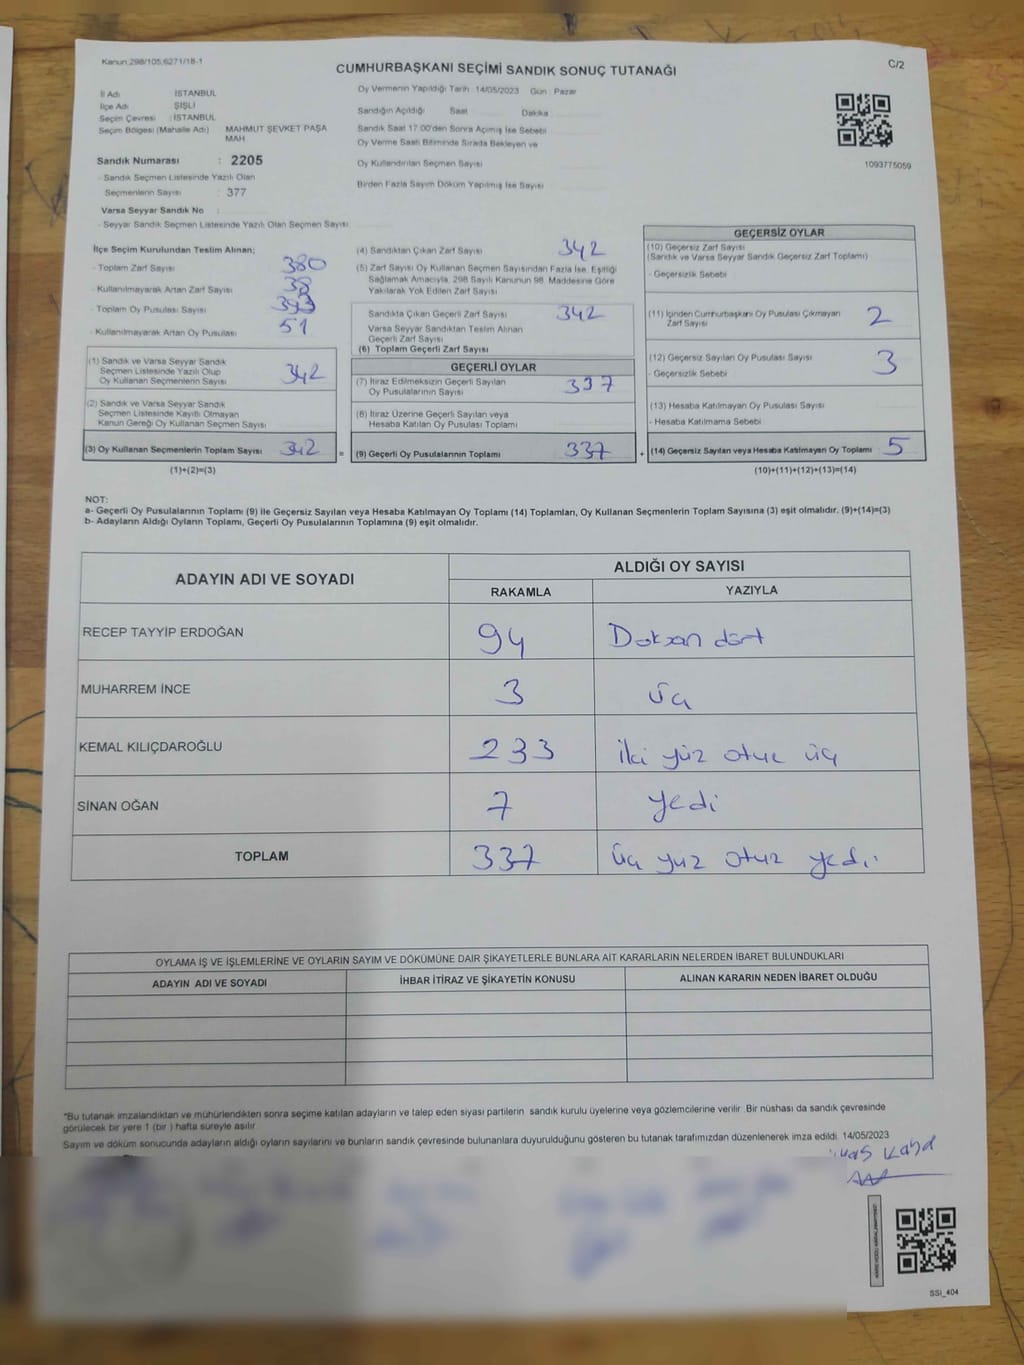 Kanun.298/105,6271/18-1
CUMHURBAŞKANI SEÇİMİ SANDIK SONUÇ TUTANAĞI
C/2
İl Adı : İSTANBUL
İlçe Adı : ŞİŞLİ
Seçim Çevresi : İSTANBUL
Seçim Bölgesi (Mahalle Adı) : MAHMUT ŞEVKET PAŞA MAH
Sandık Numarası : 2205
- Sandık Seçmen Listesinde Yazılı Olan
Seçmenlerin Sayısı : 377
Varsa Seyyar Sandık No :
- Seyyar Sandık Seçmen Listesinde Yazılı Olan Seçmen Sayısı
Oy Vermenin Yapıldığı Tarih: 14/05/2023 Gün : Pazar
Sandığın Açıldığı Saat Dakika
Sandık Saat 17.00'den Sonra Açımış İse Sebebi
Oy Verme Saati Bitiminde Sırada Bekleyen ve
Oy Kullandırılan Seçmen Sayısı
Birden Fazla Sayım Döküm Yapılmış İse Sayısı
1093775059
İlçe Seçim Kurulundan Teslim Alınan;
- Toplam Zarf Sayısı 380
- Kullanılmayarak Artan Zarf Sayısı 38
- Toplam Oy Pusulası Sayısı 393
- Kullanılmayarak Artan Oy Pusulası 51
(1) Sandık ve Varsa Seyyar Sandık
Seçmen Listesinde Yazılı Olup
Oy Kullanan Seçmenlerin Sayısı 342
(2) Sandık ve Varsa Seyyar Sandık
Seçmen Listesinde Kayıtlı Olmayan
Kanun Gereği Oy Kullanan Seçmen Sayısı
(3) Oy Kullanan Seçmenlerin Toplam Sayısı 342
(1)+(2)=(3)
(4) Sandıktan Çıkan Zarf Sayısı 342
(5) Zarf Sayısı Oy Kullanan Seçmen Sayısından Fazla İse, Eşitliği
Sağlamak Amacıyla, 298 Sayılı Kanunun 98. Maddesine Göre
Yakılarak Yok Edilen Zarf Sayısı
Sandıkta Çıkan Geçerli Zarf Sayısı 342
Varsa Seyyar Sandıktan Teslim Alınan
Geçerli Zarf Sayısı
(6) Toplam Geçerli Zarf Sayısı
GEÇERLİ OYLAR
(7) İtiraz Edilmeksizin Geçerli Sayılan
Oy Pusulalarının Sayısı 337
(8) İtiraz Üzerine Geçerli Sayılan veya
Hesaba Katılan Oy Pusulası Toplamı
= (9) Geçerli Oy Pusulalarının Toplamı 337
GEÇERSİZ OYLAR
(10) Geçersiz Zarf Sayısı
(Sandık ve Varsa Seyyar Sandık Geçersiz Zarf Toplamı)
- Geçersizlik Sebebi
(11) İçinden Cumhurbaşkanı Oy Pusulası Çıkmayan
Zarf Sayısı 2
(12) Geçersiz Sayılan Oy Pusulası Sayısı 3
- Geçersizlik Sebebi
(13) Hesaba Katılmayan Oy Pusulası Sayısı
- Hesaba Katılmama Sebebi
+ (14) Geçersiz Sayılan veya Hesaba Katılmayan Oy Toplamı 5
(10)+(11)+(12)+(13)=(14)
NOT:
a- Geçerli Oy Pusulalarının Toplamı (9) ile Geçersiz Sayılan veya Hesaba Katılmayan Oy Toplamı (14) Toplamları, Oy Kullanan Seçmenlerin Toplam Sayısına (3) eşit olmalıdır. (9)+(14)=(3)
b- Adayların Aldığı Oyların Toplamı, Geçerli Oy Pusulalarının Toplamına (9) eşit olmalıdır.
ADAYIN ADI VE SOYADI
ALDIĞI OY SAYISI
RAKAMLA YAZIYLA
RECEP TAYYİP ERDOĞAN 94 Doksan dört
MUHARREM İNCE 3 üç
KEMAL KILIÇDAROĞLU 233 iki yüz otuz üç
SİNAN OĞAN 7 yedi
TOPLAM 337 üç yuz otuz yedi
OYLAMA İŞ VE İŞLEMLERİNE VE OYLARIN SAYIM VE DÖKÜMÜNE DAİR ŞİKAYETLERLE BUNLARA AİT KARARLARIN NELERDEN İBARET BULUNDUKLARI
ADAYIN ADI VE SOYADI İHBAR İTİRAZ VE ŞİKAYETİN KONUSU ALINAN KARARIN NEDEN İBARET OLDUĞU
*Bu tutanak imzalandıktan ve mühürlendikten sonra seçime katılan adayların ve talep eden siyasi partilerin sandık kurulu üyelerine veya gözlemcilerine verilir. Bir nüshası da sandık çevresinde
görülecek bir yere 1 (bir ) hafta süreyle asılır.
Sayım ve döküm sonucunda adayların aldığı oyların sayılarını ve bunların sandık çevresinde bulunanlara duyurulduğunu gösteren bu tutanak tarafımızdan düzenlenerek imza edildi. 14/05/2023
SSİ_404